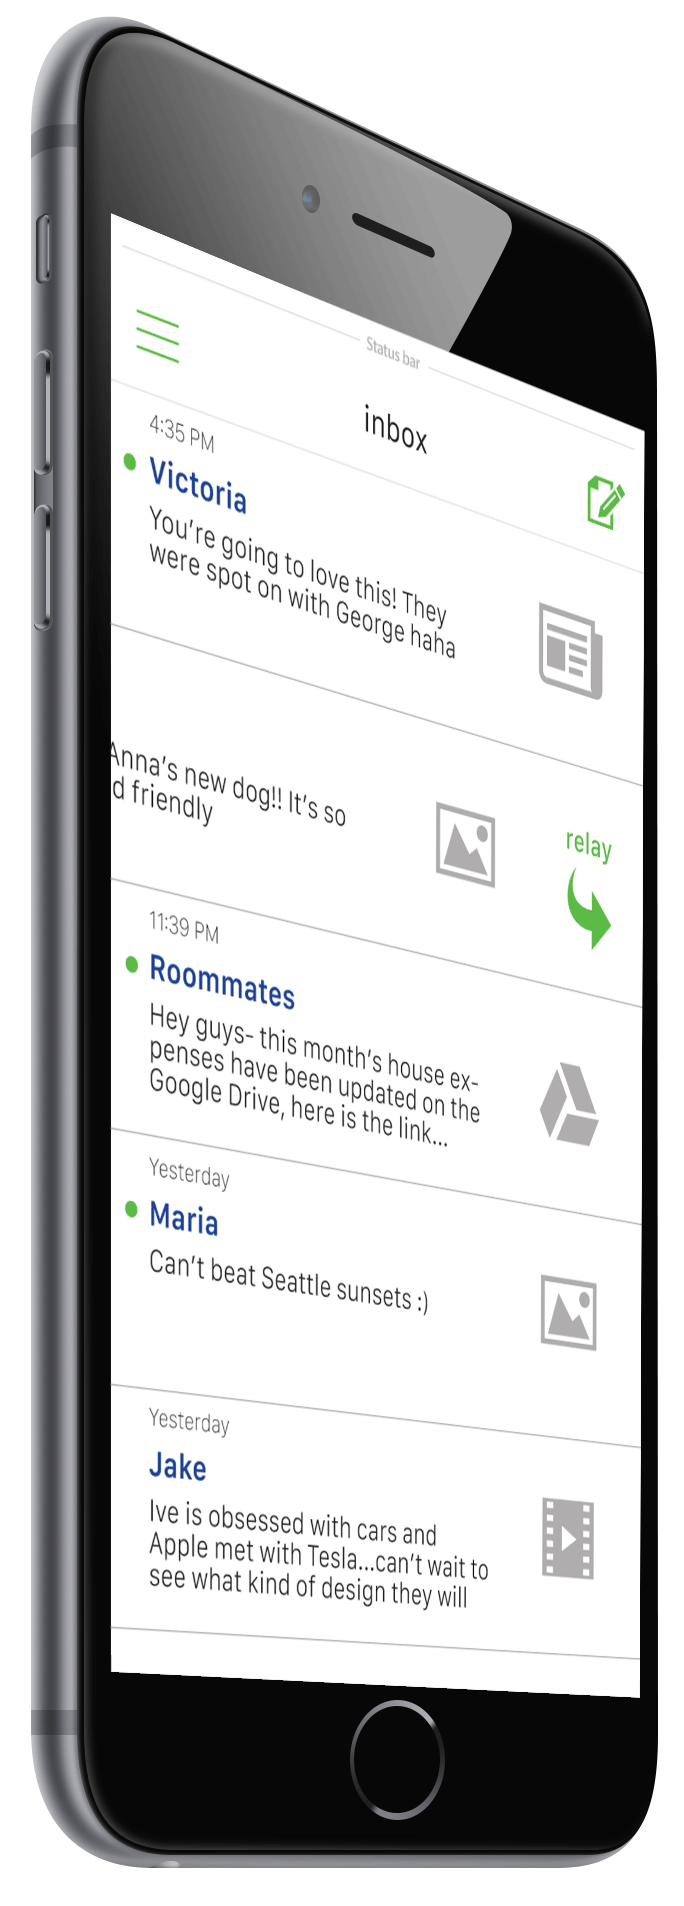 Status bar
inbox
4:35 PM
Victoria
You're going to love this! They
were spot on with George haha
Anna's new dog!! It's so
d friendly
relay
11:39 PM
Roommates
Hey guys- this month's house ex-
penses have been updated on the
Google Drive, here is the link...
Yesterday
Maria
Can't beat Seattle sunsets :)
Yesterday
Jake
Ive is obsessed with cars and
Apple met with Tesla...can't wait to
see what kind of design they will